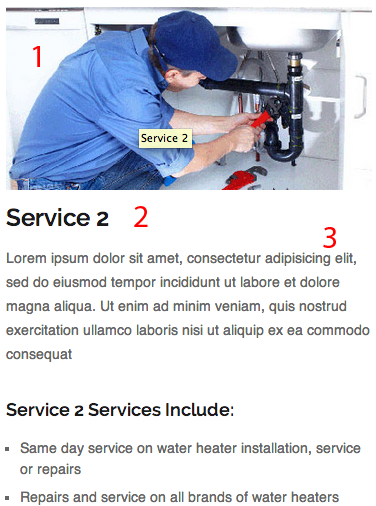 1
Service 2
Service 2
2
3
Lorem ipsum dolor sit amet, consectetur adipisicing elit,
sed do eiusmod tempor incididunt ut labore et dolore
magna aliqua. Ut enim ad minim veniam, quis nostrud
exercitation ullamco laboris nisi ut aliquip ex ea commodo
consequat
Service 2 Services Include:
Same day service on water heater installation, service
or repairs
Repairs and service on all brands of water heaters